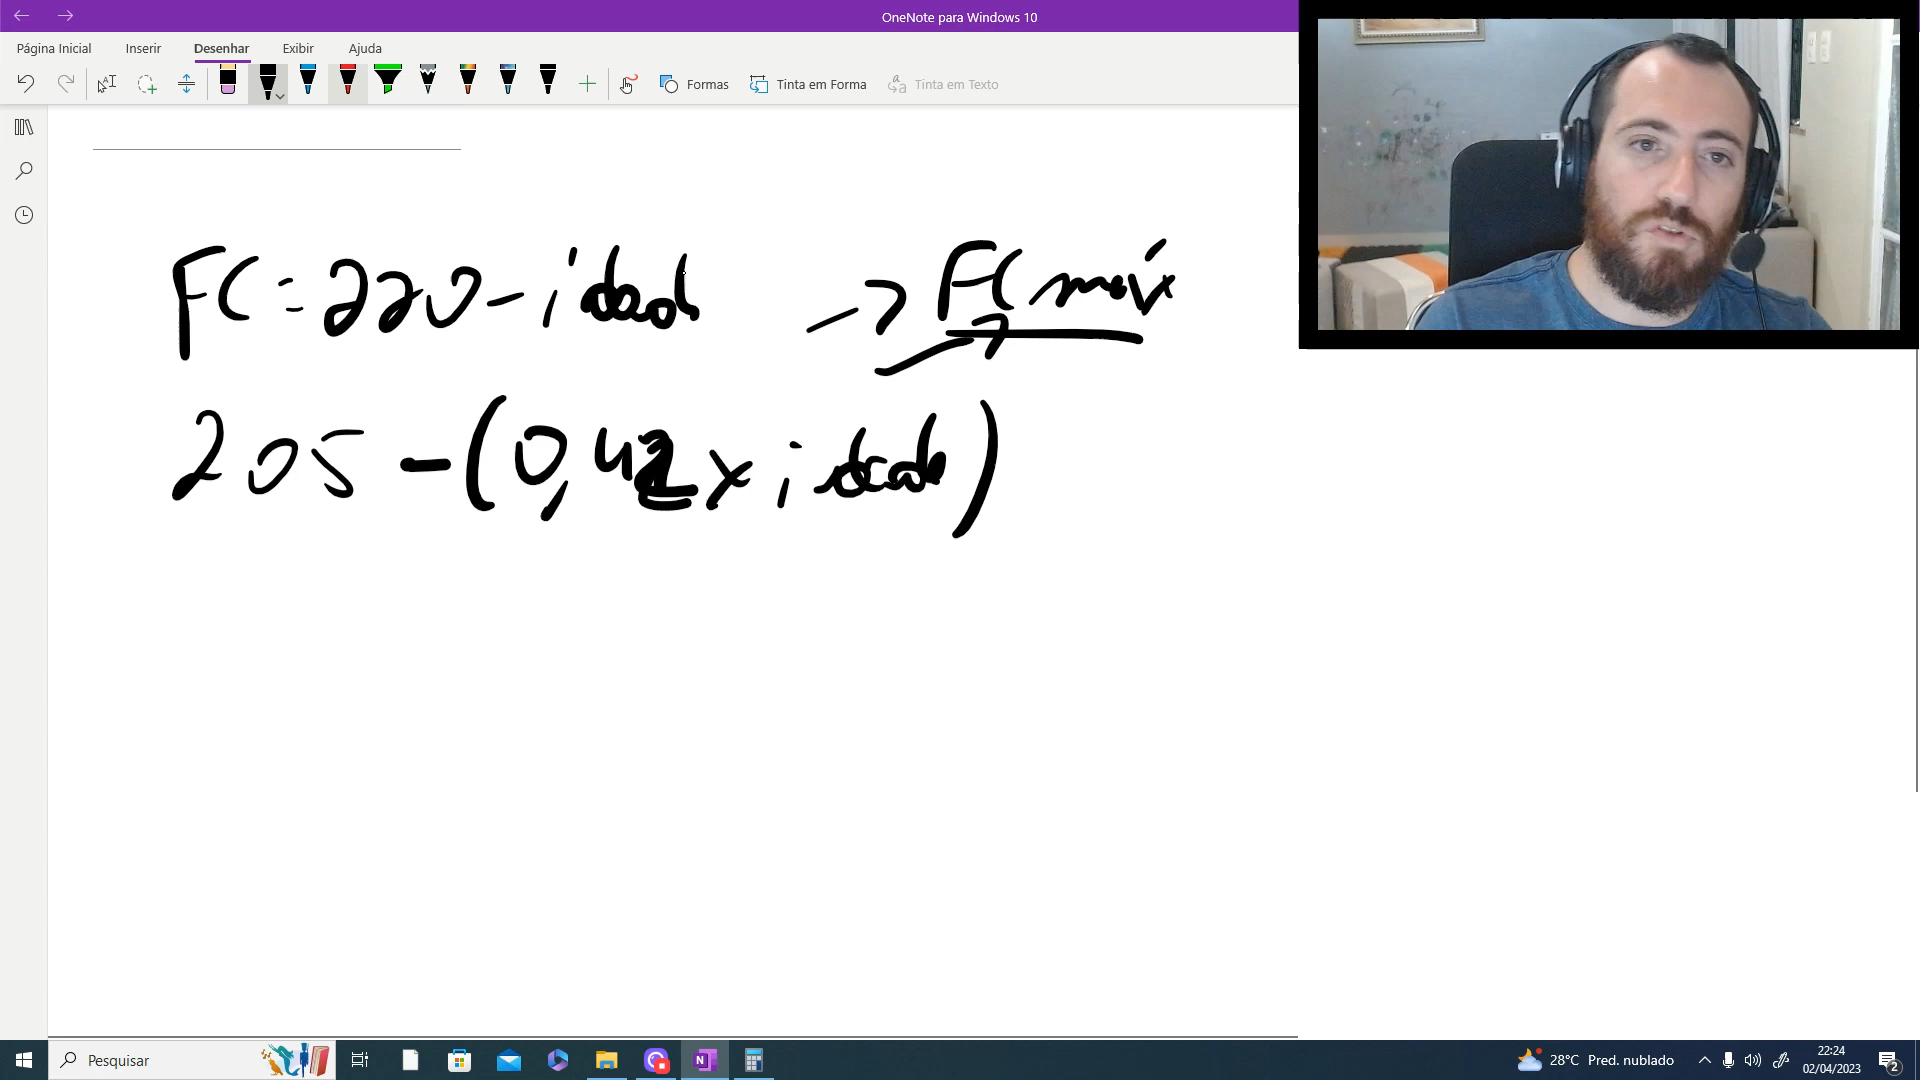 OneNote para Windows 10
Página Inicial Inserir Desenhar Exibir Ajuda
Formas Tinta em Forma Tinta em Texto
FC = 220 - idade → FC máx
205 - (0,42 x idade)
Pesquisar
28°C Pred. nublado
22:24
02/04/2023
2